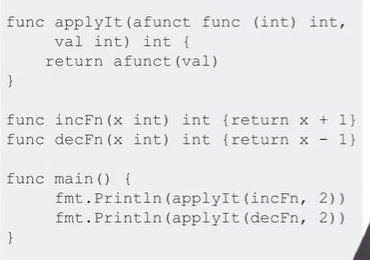 func applyIt(afunct func (int) int,
     val int) int {
    return afunct(val)
}

func incFn(x int) int {return x + 1}
func decFn(x int) int {return x - 1}

func main() {
     fmt.Println(applyIt(incFn, 2))
     fmt.Println(applyIt(decFn, 2))
}